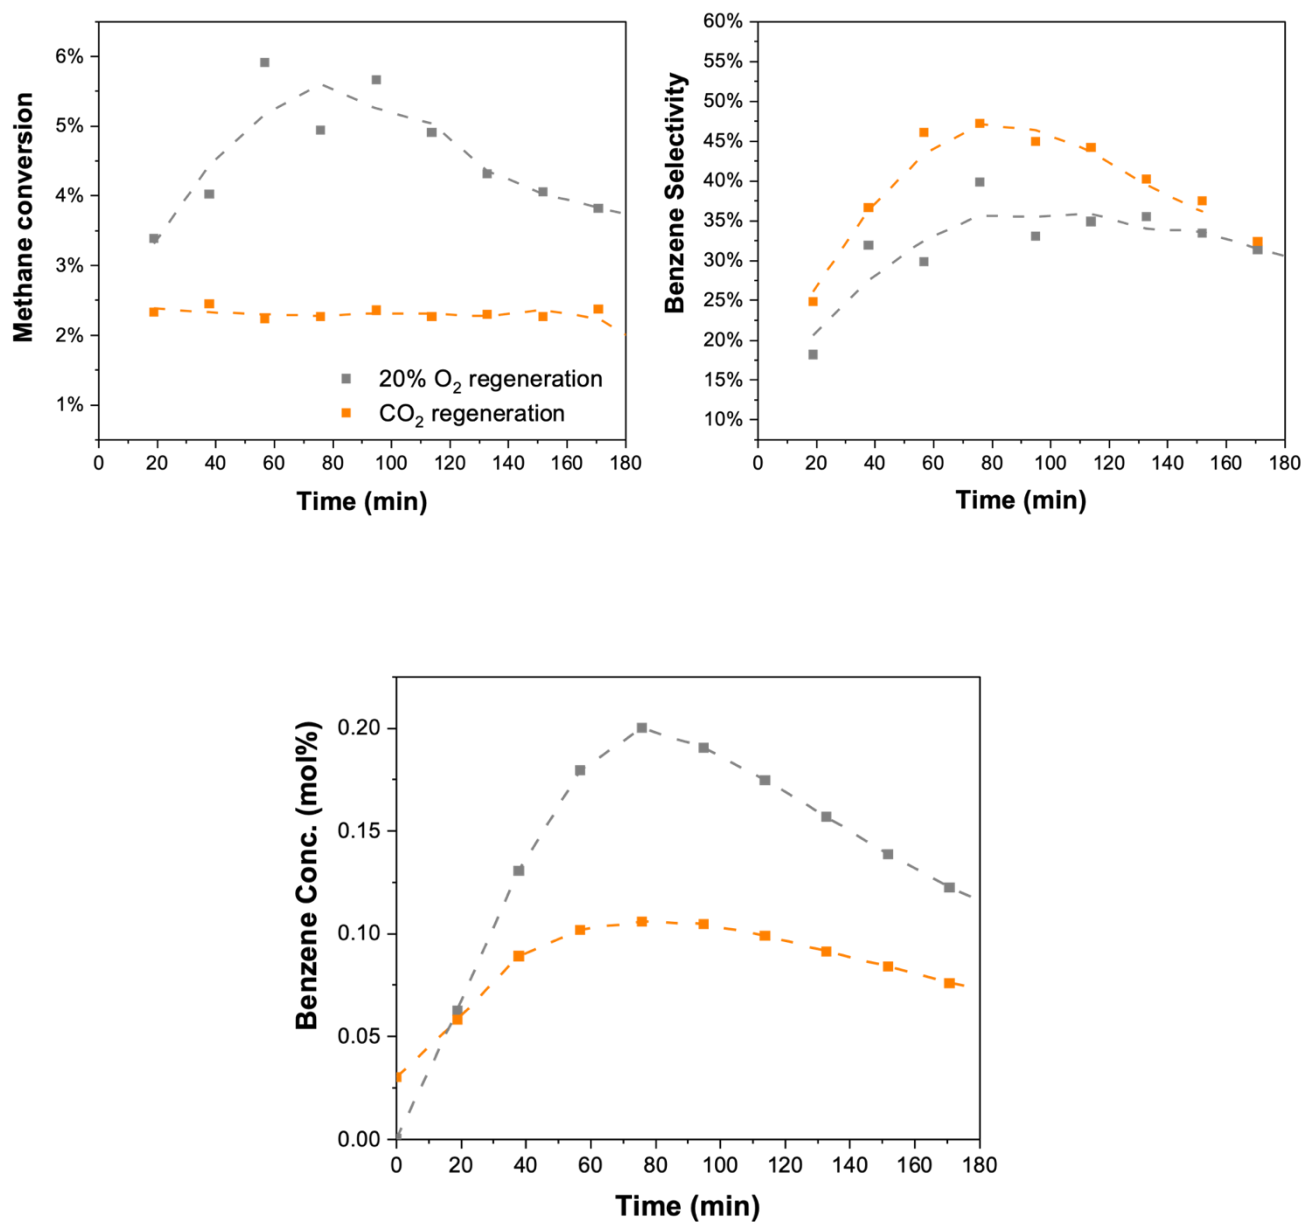 Methane conversion
6%
5%
4%
3%
2%
1%
20% O2 regeneration
CO2 regeneration
0 20 40 60 80 100 120 140 160 180
Time (min)
Benzene Selectivity
60%
55%
50%
45%
40%
35%
30%
25%
20%
15%
10%
0 20 40 60 80 100 120 140 160 180
Time (min)
Benzene Conc. (mol%)
0.20
0.15
0.10
0.05
0.00
0 20 40 60 80 100 120 140 160 180
Time (min)